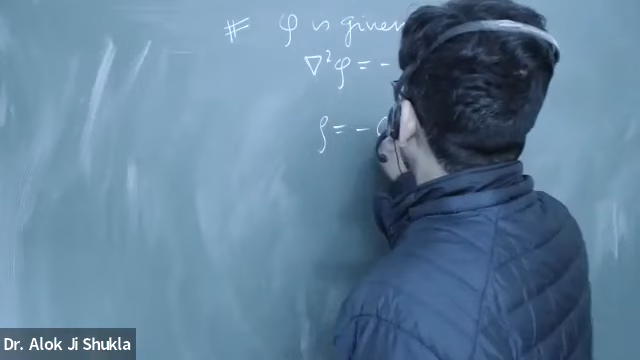 # φ is given
∇²φ = -
ρ = -
Dr. Alok Ji Shukla